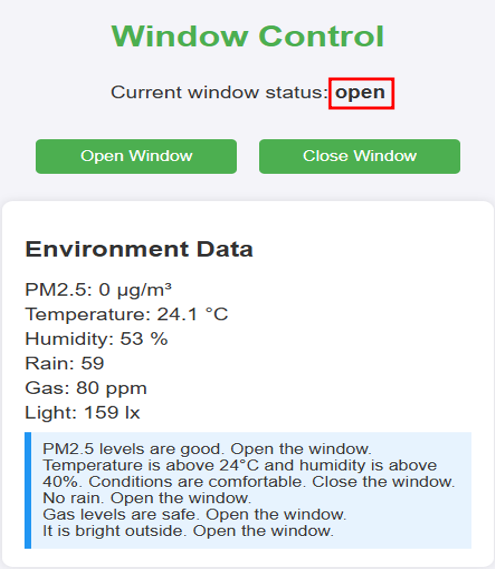 Window Control
Current window status: open
Open Window
Close Window
Environment Data
PM2.5: 0 µg/m³
Temperature: 24.1 °C
Humidity: 53 %
Rain: 59
Gas: 80 ppm
Light: 159 lx
PM2.5 levels are good. Open the window.
Temperature is above 24°C and humidity is above
40%. Conditions are comfortable. Close the window.
No rain. Open the window.
Gas levels are safe. Open the window.
It is bright outside. Open the window.